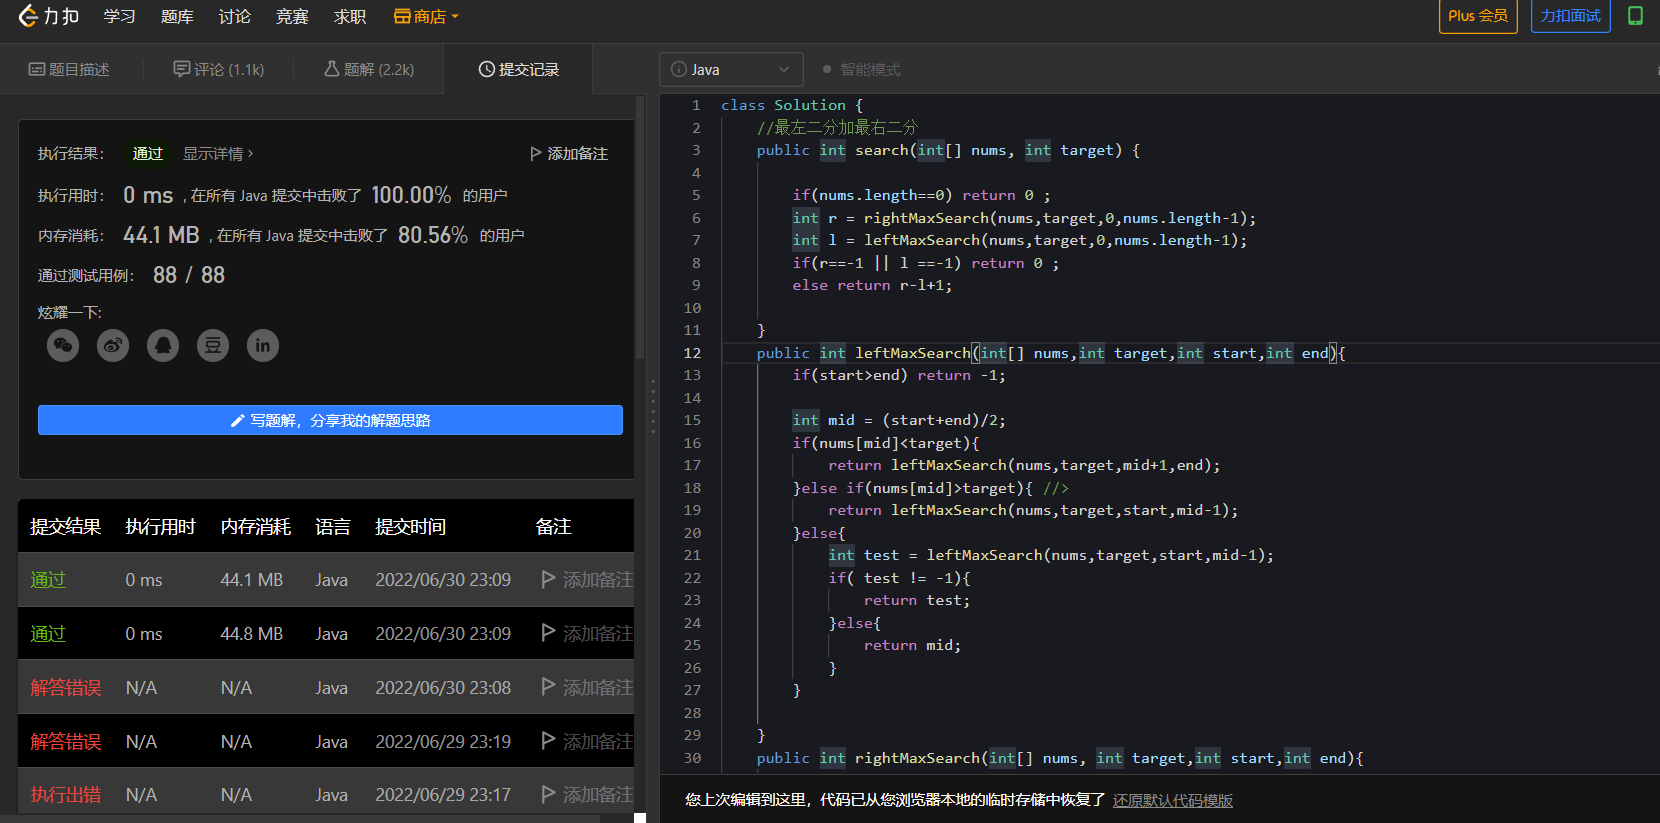 力扣 学习 题库 讨论 竞赛 求职 商店 Plus 会员 力扣面试
题目描述 评论 (1.1k) 题解 (2.2k) 提交记录
执行结果： 通过 显示详情 > 添加备注
执行用时： 0 ms , 在所有 Java 提交中击败了 100.00% 的用户
内存消耗： 44.1 MB , 在所有 Java 提交中击败了 80.56% 的用户
通过测试用例： 88 / 88
炫耀一下:
豆 in
写题解，分享我的解题思路
提交结果 执行用时 内存消耗 语言 提交时间 备注
通过 0 ms 44.1 MB Java 2022/06/30 23:09 添加备注
通过 0 ms 44.8 MB Java 2022/06/30 23:09 添加备注
解答错误 N/A N/A Java 2022/06/30 23:08 添加备注
解答错误 N/A N/A Java 2022/06/29 23:19 添加备注
执行出错 N/A N/A Java 2022/06/29 23:17 添加备注
Java 智能模式
1 class Solution {
2 //最左二分加最右二分
3 public int search(int[] nums, int target) {
4
5 if(nums.length==0) return 0 ;
6 int r = rightMaxSearch(nums,target,0,nums.length-1);
7 int l = leftMaxSearch(nums,target,0,nums.length-1);
8 if(r==-1 || l ==-1) return 0 ;
9 else return r-l+1;
10
11 }
12 public int leftMaxSearch(int[] nums,int target,int start,int end){
13 if(start>end) return -1;
14
15 int mid = (start+end)/2;
16 if(nums[mid]<target){
17 return leftMaxSearch(nums,target,mid+1,end);
18 }else if(nums[mid]>target){ //>
19 return leftMaxSearch(nums,target,start,mid-1);
20 }else{
21 int test = leftMaxSearch(nums,target,start,mid-1);
22 if( test != -1){
23 return test;
24 }else{
25 return mid;
26 }
27 }
28
29 }
30 public int rightMaxSearch(int[] nums, int target,int start,int end){
您上次编辑到这里，代码已从您浏览器本地的临时存储中恢复了 还原默认代码模版